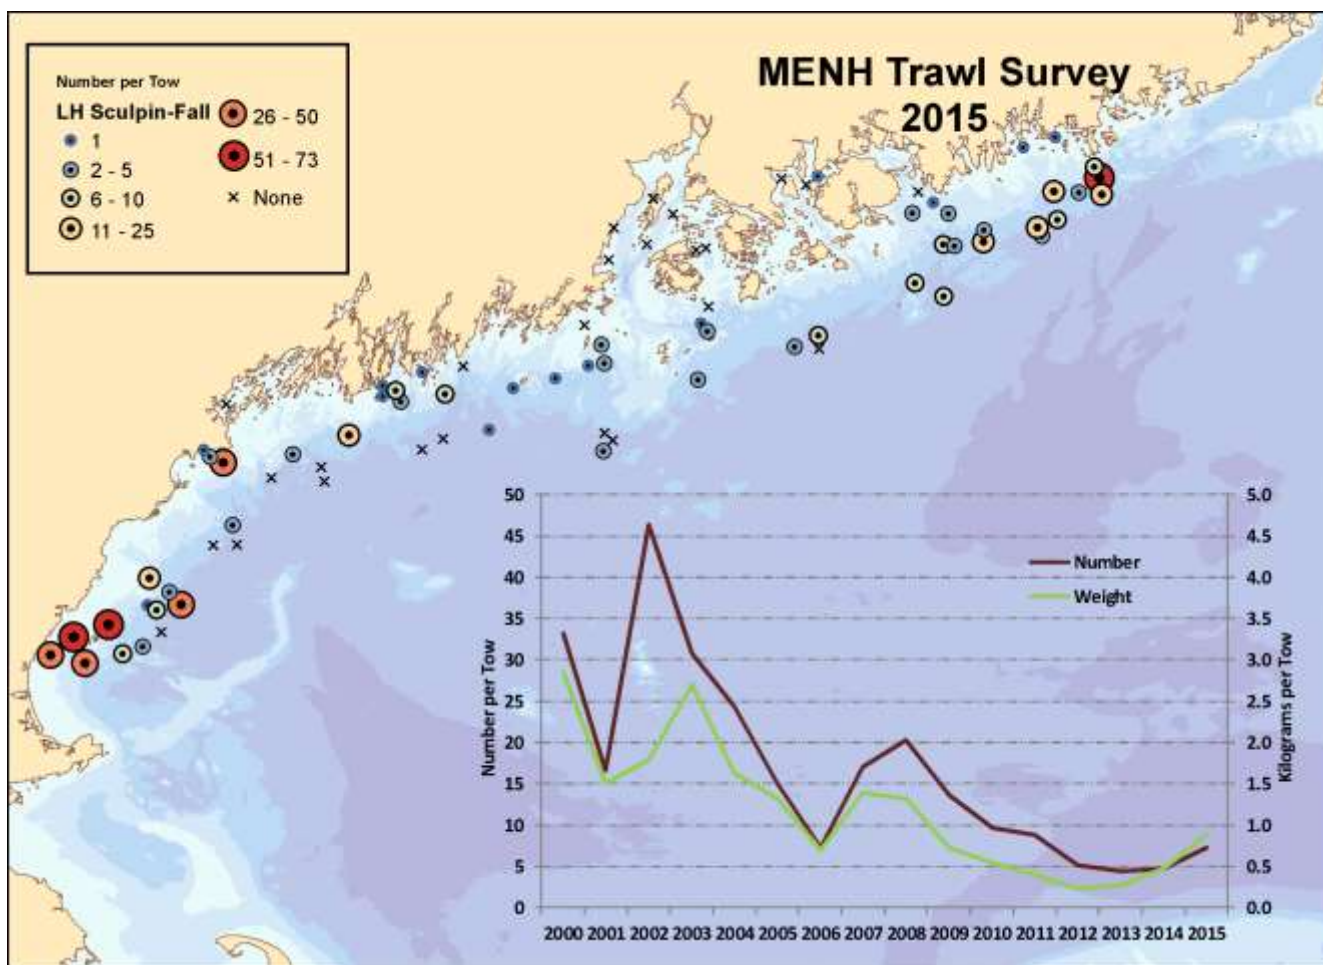 MENH Trawl Survey
2015
Number per Tow
LH Sculpin-Fall
1
2 - 5
6 - 10
11 - 25
26 - 50
51 - 73
None
50
45
40
35
30
25
20
15
10
5
0
Number per Tow
Number
Weight
5.0
4.5
4.0
3.5
3.0
2.5
2.0
1.5
1.0
0.5
0.0
Kilograms per Tow
2000 2001 2002 2003 2004 2005 2006 2007 2008 2009 2010 2011 2012 2013 2014 2015